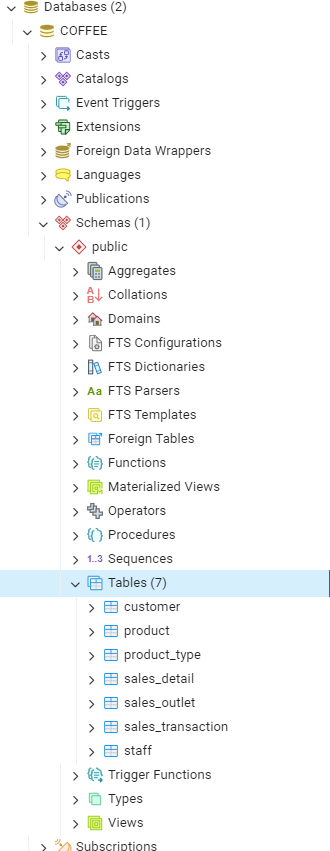 Databases (2)
COFFEE
Casts
Catalogs
Event Triggers
Extensions
Foreign Data Wrappers
Languages
Publications
Schemas (1)
public
Aggregates
A↓ B Collations
Domains
FTS Configurations
FTS Dictionaries
Aa FTS Parsers
FTS Templates
Foreign Tables
Functions
Materialized Views
Operators
Procedures
1..3 Sequences
Tables (7)
customer
product
product_type
sales_detail
sales_outlet
sales_transaction
staff
Trigger Functions
Types
Views
Subscriptions